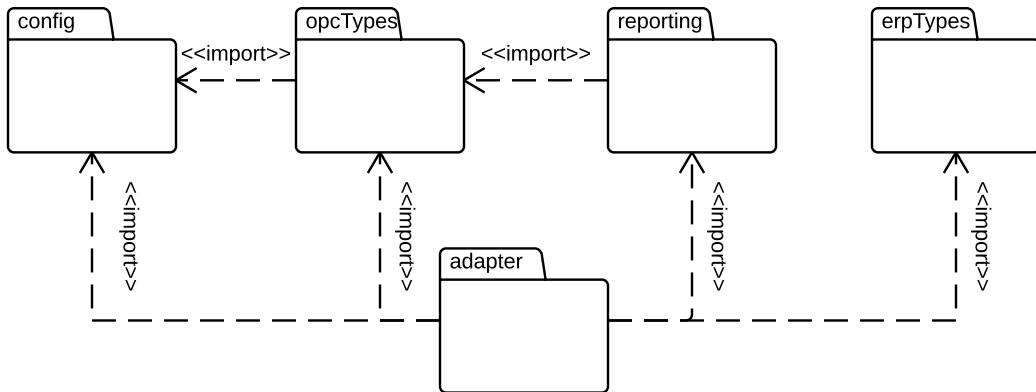 config
opcTypes
reporting
erpTypes
<<import>>
<<import>>
<<import>>
<<import>>
<<import>>
<<import>>
adapter